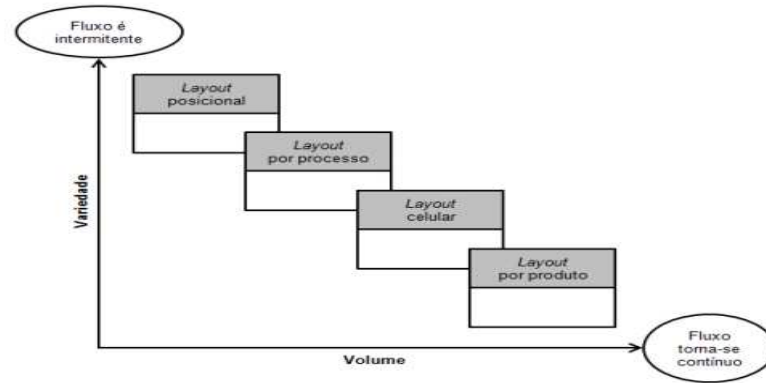 Fluxo é
intermitente
Layout
posicional
Layout
por processo
Layout
celular
Layout
por produto
Variedade
Volume
Fluxo
torna-se
contínuo